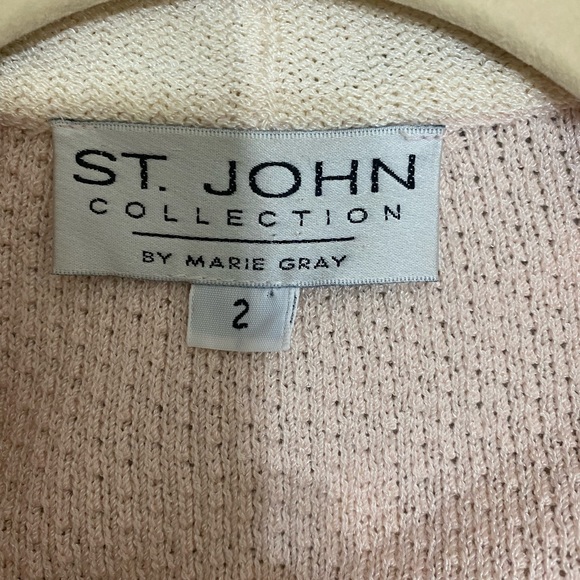 ST. JOHN
COLLECTION
BY MARIE GRAY
2